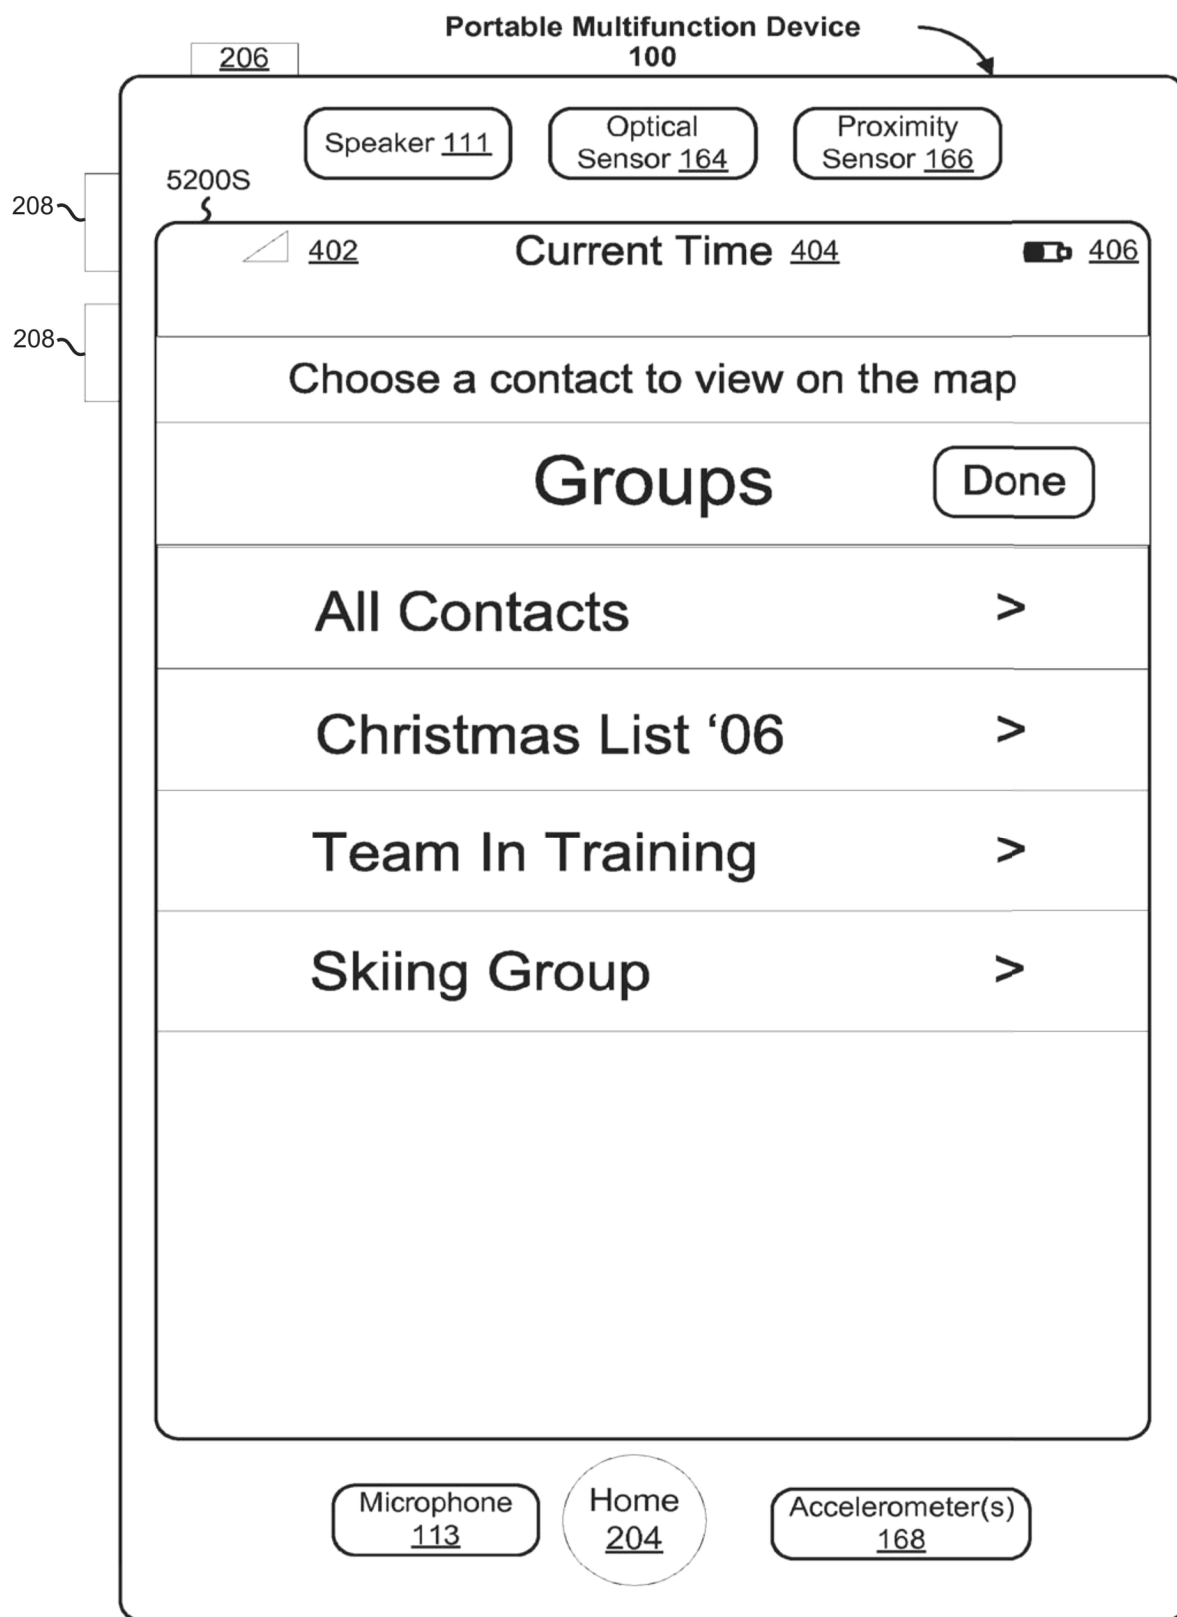 Portable Multifunction Device
100
206
Speaker 111
Optical
Sensor 164
Proximity
Sensor 166
5200S
208
208
402
Current Time 404
406
Choose a contact to view on the map
Groups
Done
All Contacts >
Christmas List ‘06 >
Team In Training >
Skiing Group >
Microphone
113
Home
204
Accelerometer(s)
168